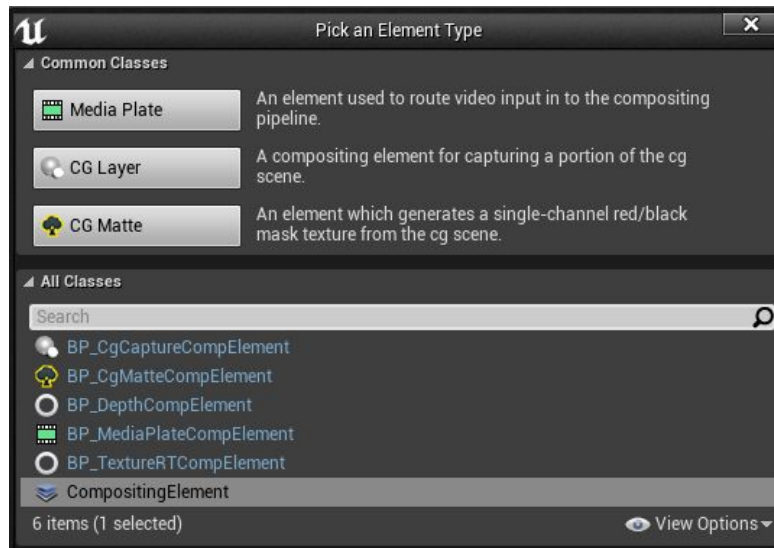 Pick an Element Type
Common Classes
Media Plate
An element used to route video input in to the compositing
pipeline.
CG Layer
A compositing element for capturing a portion of the cg
scene.
CG Matte
An element which generates a single-channel red/black
mask texture from the cg scene.
All Classes
Search
BP_CgCaptureCompElement
BP_CgMatteCompElement
BP_DepthCompElement
BP_MediaPlateCompElement
BP_TextureRTCompElement
CompositingElement
6 items (1 selected)
View Options